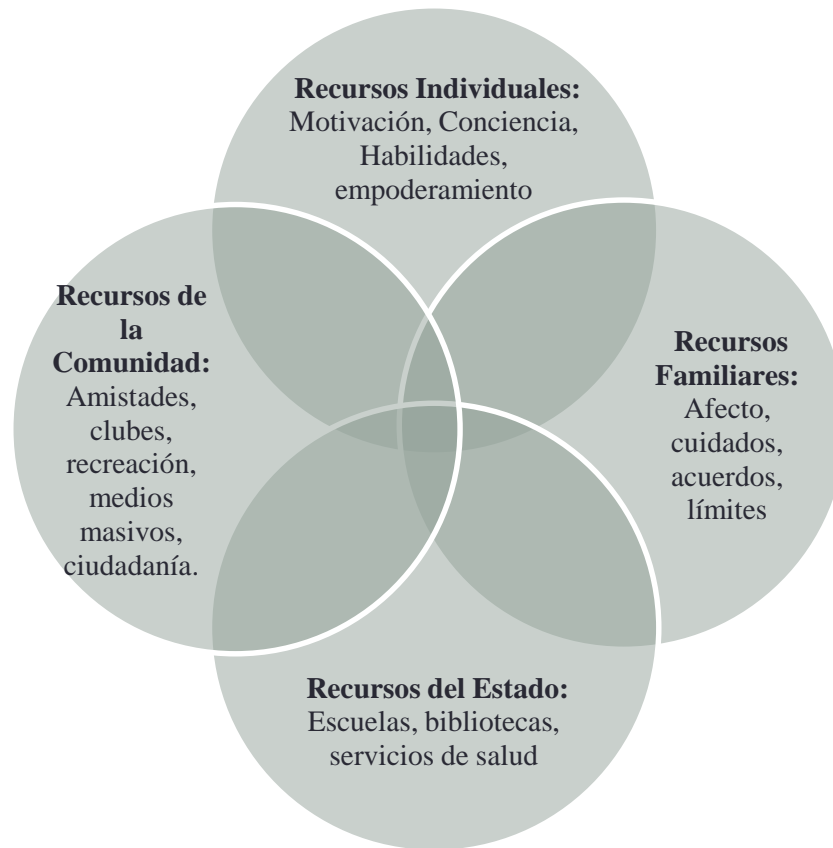 Recursos Individuales:
Motivación, Conciencia,
Habilidades,
empoderamiento
Recursos de
la
Comunidad:
Amistades,
clubes,
recreación,
medios
masivos,
ciudadanía.
Recursos
Familiares:
Afecto,
cuidados,
acuerdos,
límites
Recursos del Estado:
Escuelas, bibliotecas,
servicios de salud